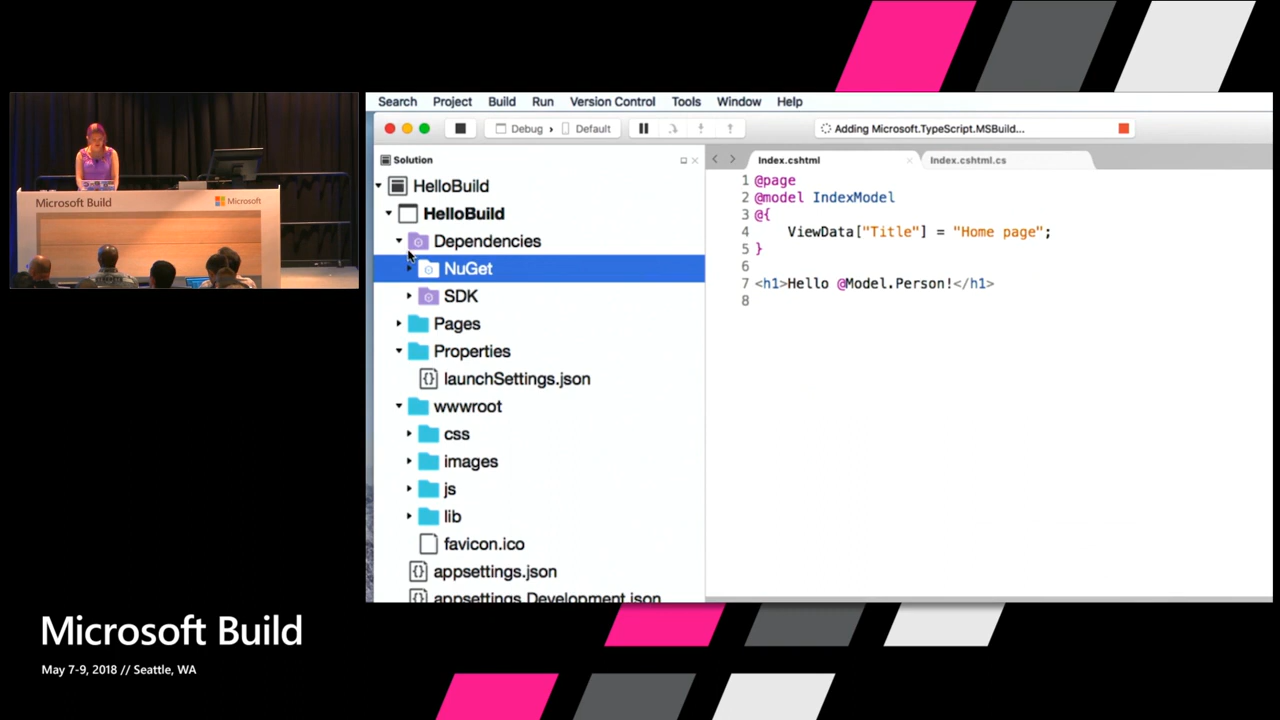 Microsoft Build
Microsoft
Search Project Build Run Version Control Tools Window Help
Debug › Default
Adding Microsoft.TypeScript.MSBuild...
Solution
HelloBuild
HelloBuild
Dependencies
NuGet
SDK
Pages
Properties
launchSettings.json
wwwroot
css
images
js
lib
favicon.ico
appsettings.json
appsettings.Development.json
Index.cshtml
Index.cshtml.cs
1 @page
2 @model IndexModel
3 @{
4 ViewData["Title"] = "Home page";
5 }
6
7 <h1>Hello @Model.Person!</h1>
8
Microsoft Build
May 7-9, 2018 // Seattle, WA